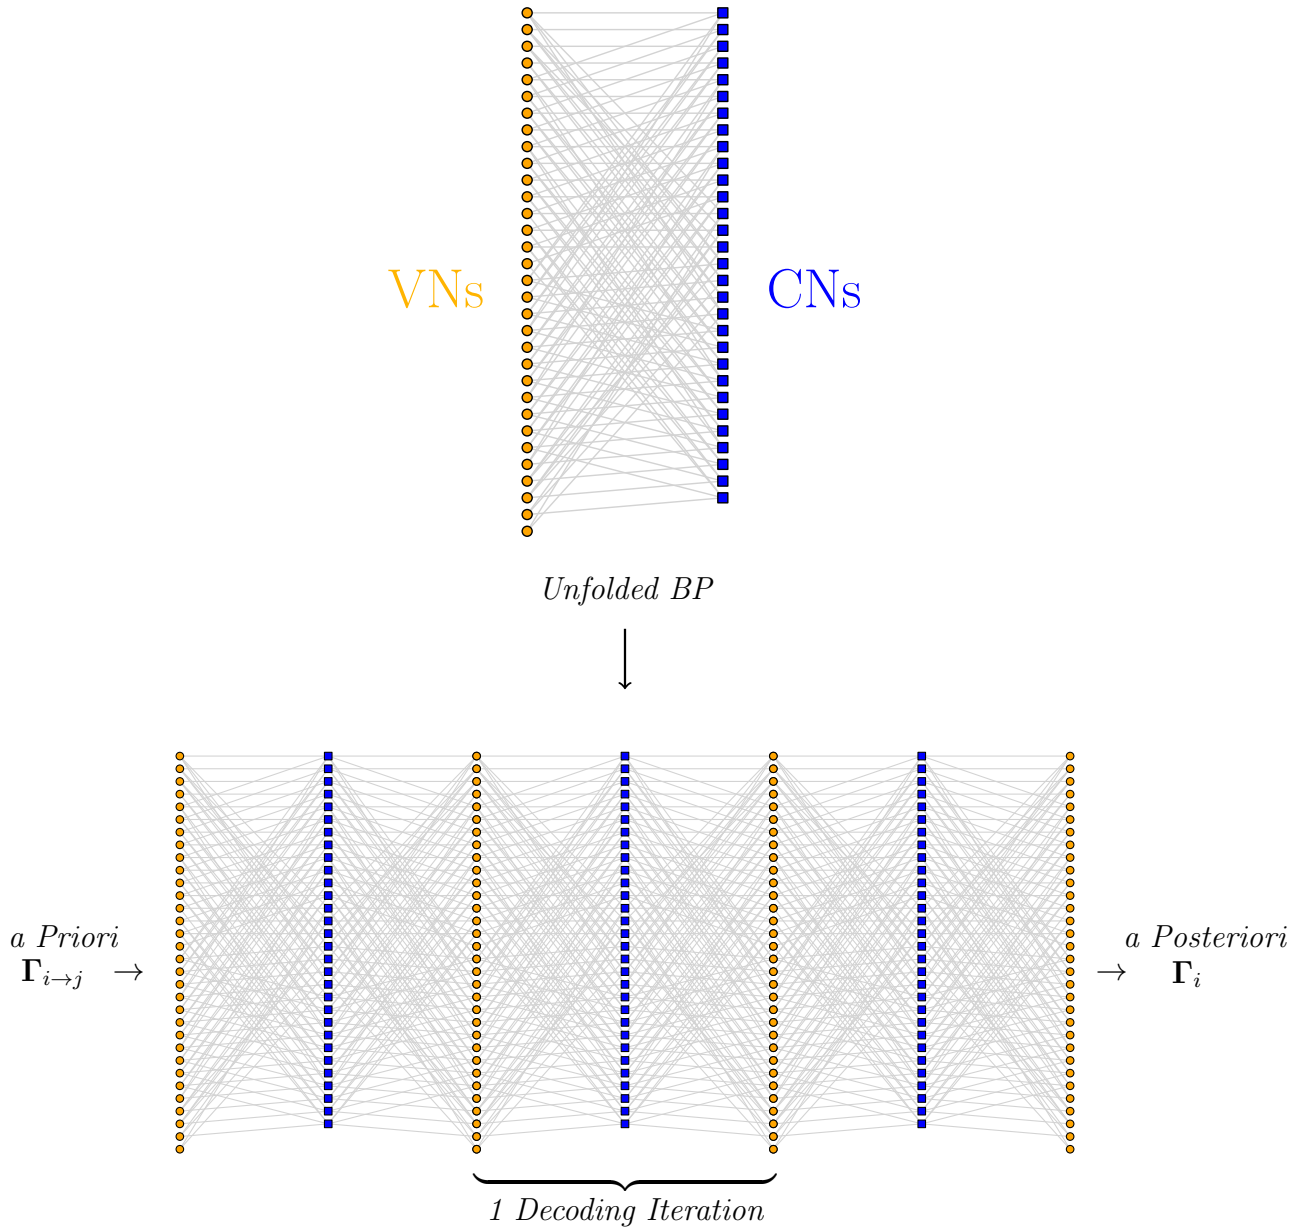 VNs
CNs
Unfolded BP
a Priori
Γi→j →
a Posteriori
→ Γi
1 Decoding Iteration